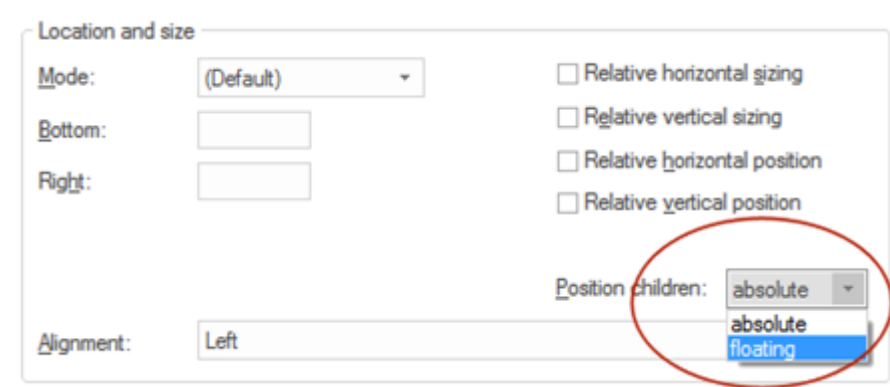 Location and size
Mode: (Default)
Relative horizontal sizing
Bottom:
Relative vertical sizing
Right:
Relative horizontal position
Relative vertical position
Position children: absolute
absolute
floating
Alignment: Left